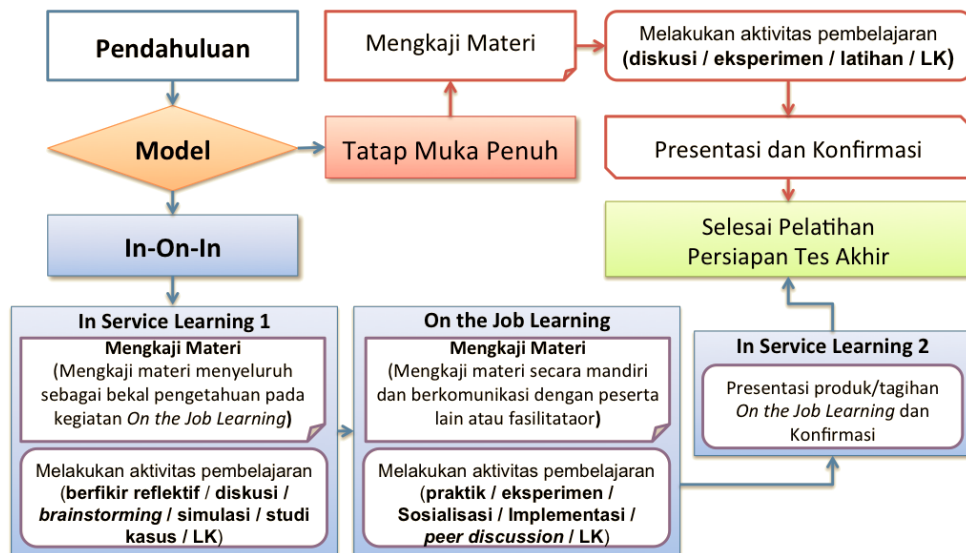 Pendahuluan
Model
Tatap Muka Penuh
Mengkaji Materi
Melakukan aktivitas pembelajaran
(diskusi / eksperimen / latihan / LK)
Presentasi dan Konfirmasi
Selesai Pelatihan
Persiapan Tes Akhir
In-On-In
In Service Learning 1
Mengkaji Materi
(Mengkaji materi menyeluruh
sebagai bekal pengetahuan pada
kegiatan On the Job Learning)
Melakukan aktivitas pembelajaran
(berfikir reflektif / diskusi /
brainstorming / simulasi / studi
kasus / LK)
On the Job Learning
Mengkaji Materi
(Mengkaji materi secara mandiri
dan berkomunikasi dengan peserta
lain atau fasilitataor)
Melakukan aktivitas pembelajaran
(praktik / eksperimen /
Sosialisasi / Implementasi /
peer discussion / LK)
In Service Learning 2
Presentasi produk/tagihan
On the Job Learning dan
Konfirmasi